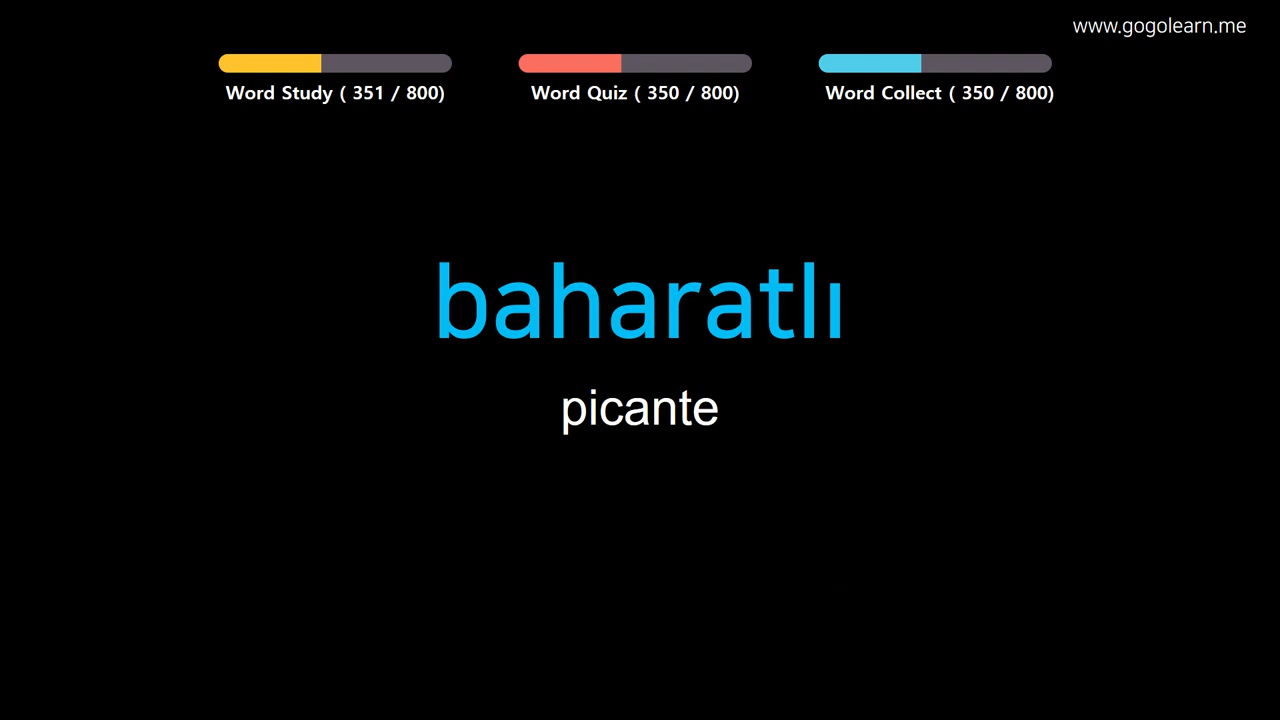 www.gogolearn.me
Word Study ( 351 / 800)
Word Quiz ( 350 / 800)
Word Collect ( 350 / 800)
baharatlı
picante